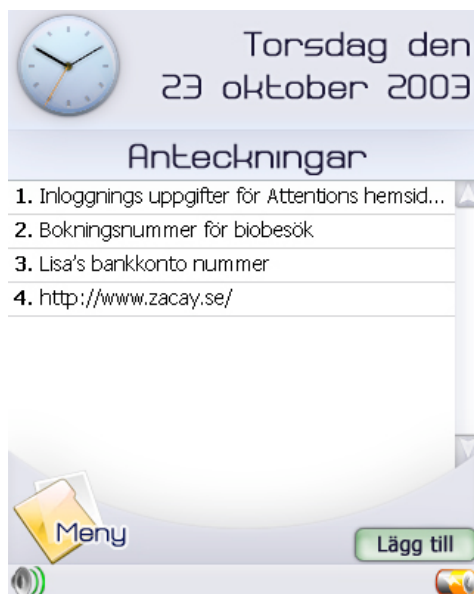 Torsdag den
23 oktober 2003
Anteckningar
1. Inloggnings uppgifter för Attentions hemsid...
2. Bokningsnummer för biobesök
3. Lisa's bankkonto nummer
4. http://www.zacay.se/
Meny
Lägg till